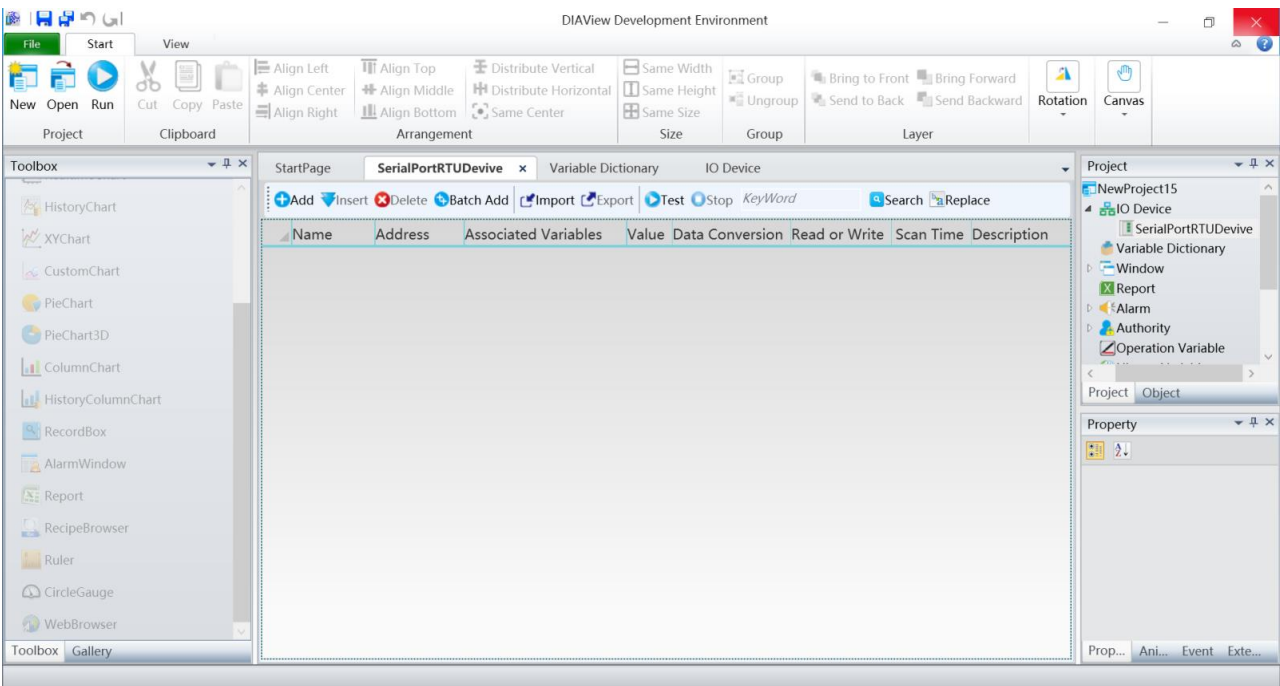 DIAView Development Environment
File Start View
New Open Run
Project
Cut Copy Paste
Clipboard
Align Left Align Top Distribute Vertical
Align Center Align Middle Distribute Horizontal
Align Right Align Bottom Same Center
Arrangement
Same Width
Same Height
Same Size
Size
Group
Ungroup
Group
Bring to Front Bring Forward
Send to Back Send Backward
Layer
Rotation
Canvas
Toolbox
HistoryChart
XYChart
CustomChart
PieChart
PieChart3D
ColumnChart
HistoryColumnChart
RecordBox
AlarmWindow
Report
RecipeBrowser
Ruler
CircleGauge
WebBrowser
Toolbox Gallery
StartPage SerialPortRTUDevive x Variable Dictionary IO Device
Add Insert Delete Batch Add Import Export Test Stop KeyWord Search Replace
Name Address Associated Variables Value Data Conversion Read or Write Scan Time Description
Project
NewProject15
IO Device
SerialPortRTUDevive
Variable Dictionary
Window
Report
Alarm
Authority
Operation Variable
Project Object
Property
Prop... Ani... Event Exte...